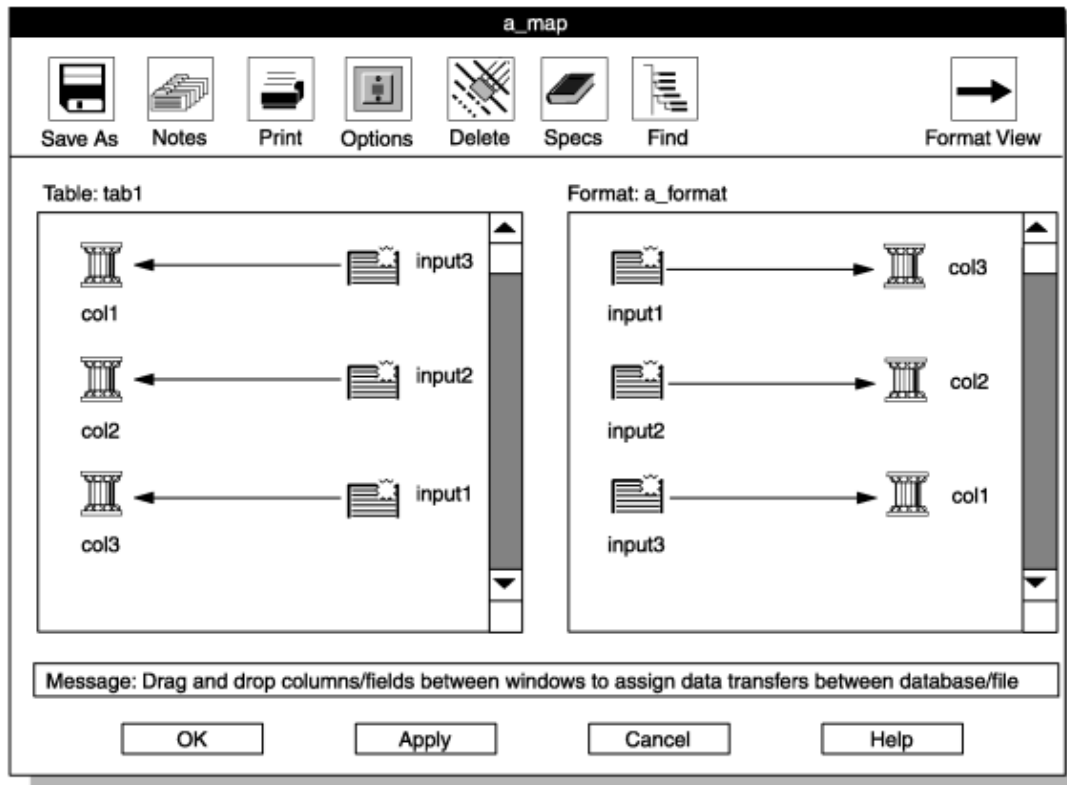 a_map
Save As Notes Print Options Delete Specs Find Format View
Table: tab1
input3
col1
input2
col2
input1
col3
Format: a_format
col3
input1
col2
input2
col1
input3
Message: Drag and drop columns/fields between windows to assign data transfers between database/file
OK Apply Cancel Help